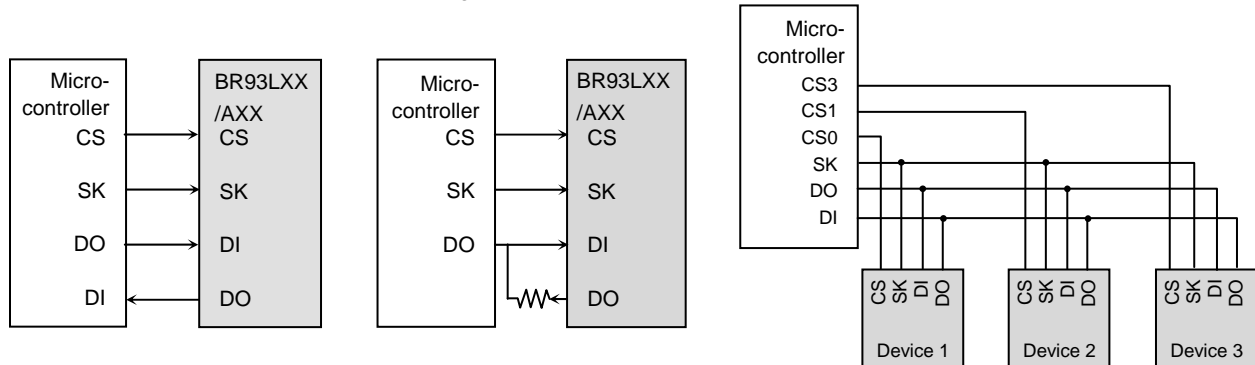 Micro-
controller
CS
SK
DO
DI
BR93LXX
/AXX
CS
SK
DI
DO
Micro-
controller
CS
SK
DO
BR93LXX
/AXX
CS
SK
DI
DO
Micro-
controller
CS3
CS1
CS0
SK
DO
DI
CS
SK
DI
DO
Device 1
CS
SK
DI
DO
Device 2
CS
SK
DI
DO
Device 3